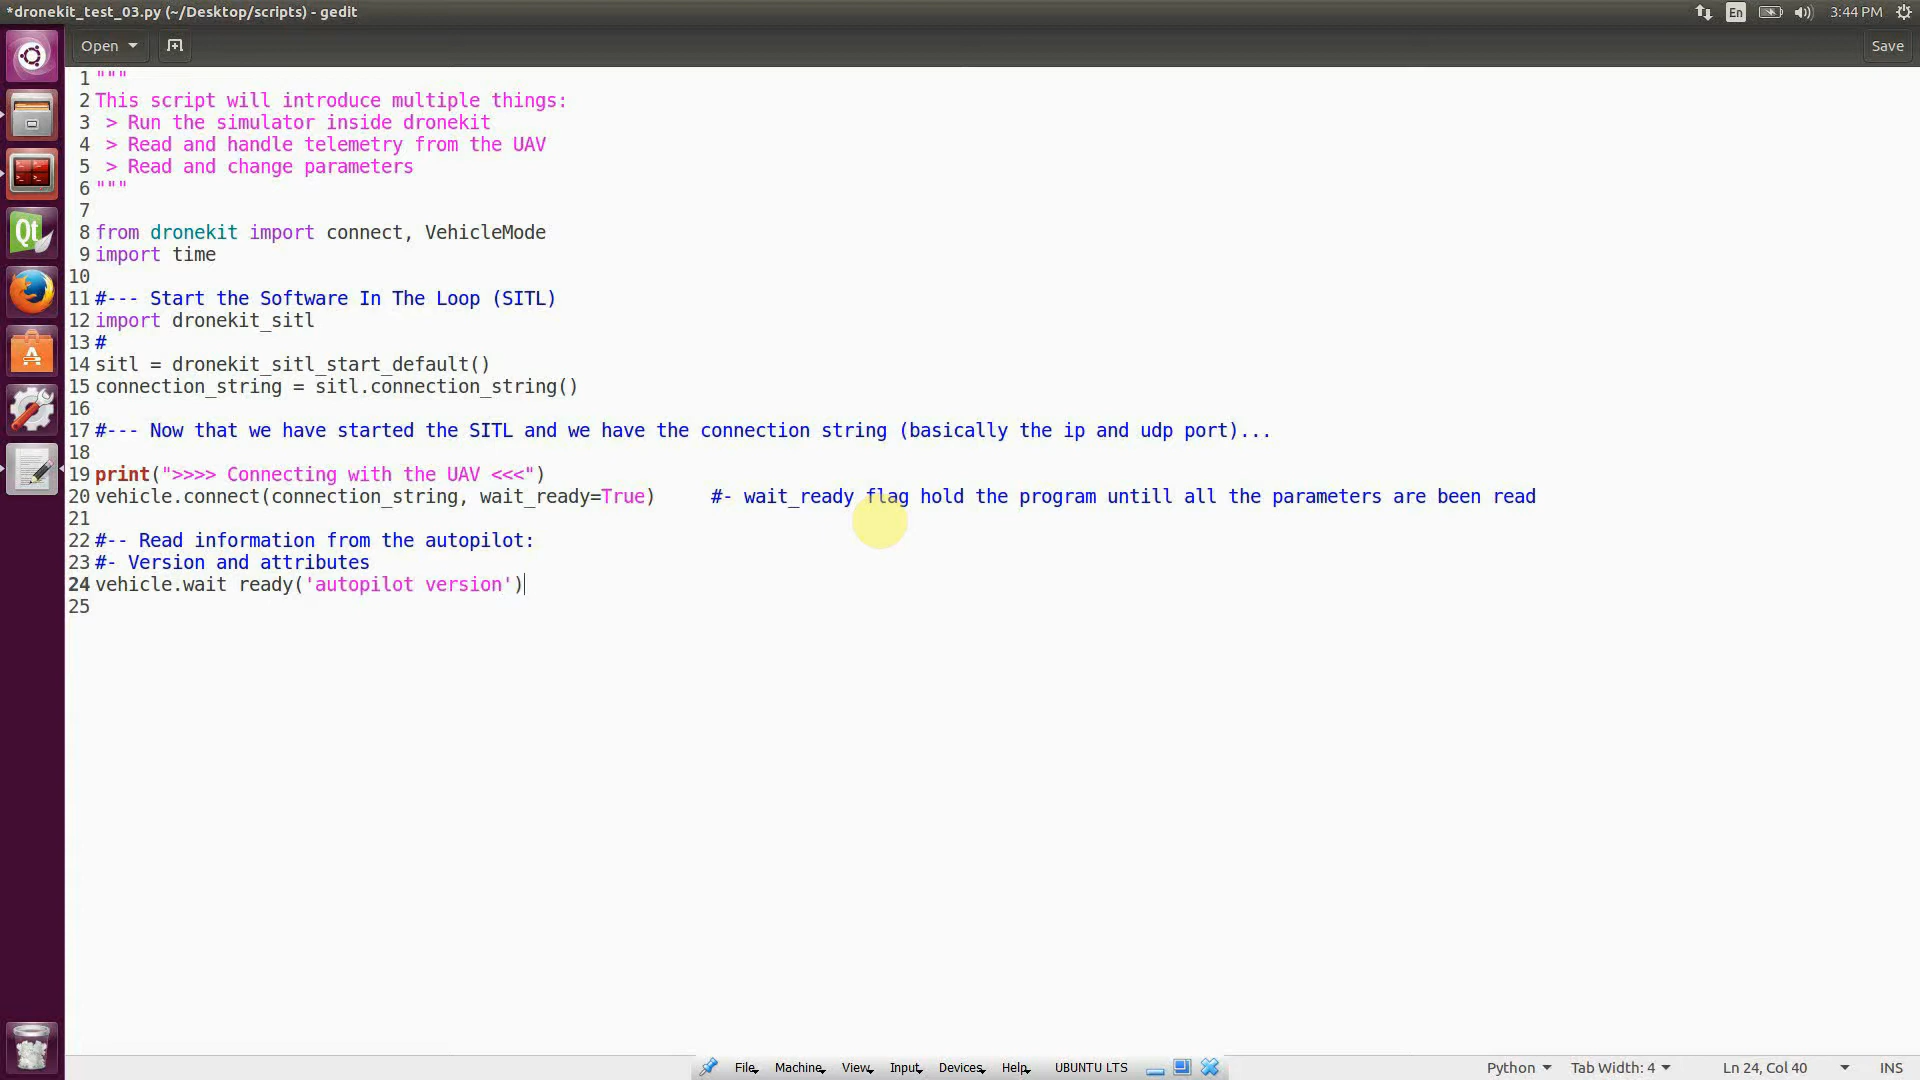 *dronekit_test_03.py (~/Desktop/scripts) - gedit
En
3:44 PM
Open
Save
1 """
2 This script will introduce multiple things:
3  > Run the simulator inside dronekit
4  > Read and handle telemetry from the UAV
5  > Read and change parameters
6 """
7
8 from dronekit import connect, VehicleMode
9 import time
10
11 #--- Start the Software In The Loop (SITL)
12 import dronekit_sitl
13 #
14 sitl = dronekit_sitl_start_default()
15 connection_string = sitl.connection_string()
16
17 #--- Now that we have started the SITL and we have the connection string (basically the ip and udp port)...
18
19 print(">>>> Connecting with the UAV <<<")
20 vehicle.connect(connection_string, wait_ready=True)     #- wait_ready flag hold the program untill all the parameters are been read
21
22 #-- Read information from the autopilot:
23 #- Version and attributes
24 vehicle.wait ready('autopilot version')
25
File Machine View Input Devices Help UBUNTU LTS
Python Tab Width: 4 Ln 24, Col 40 INS